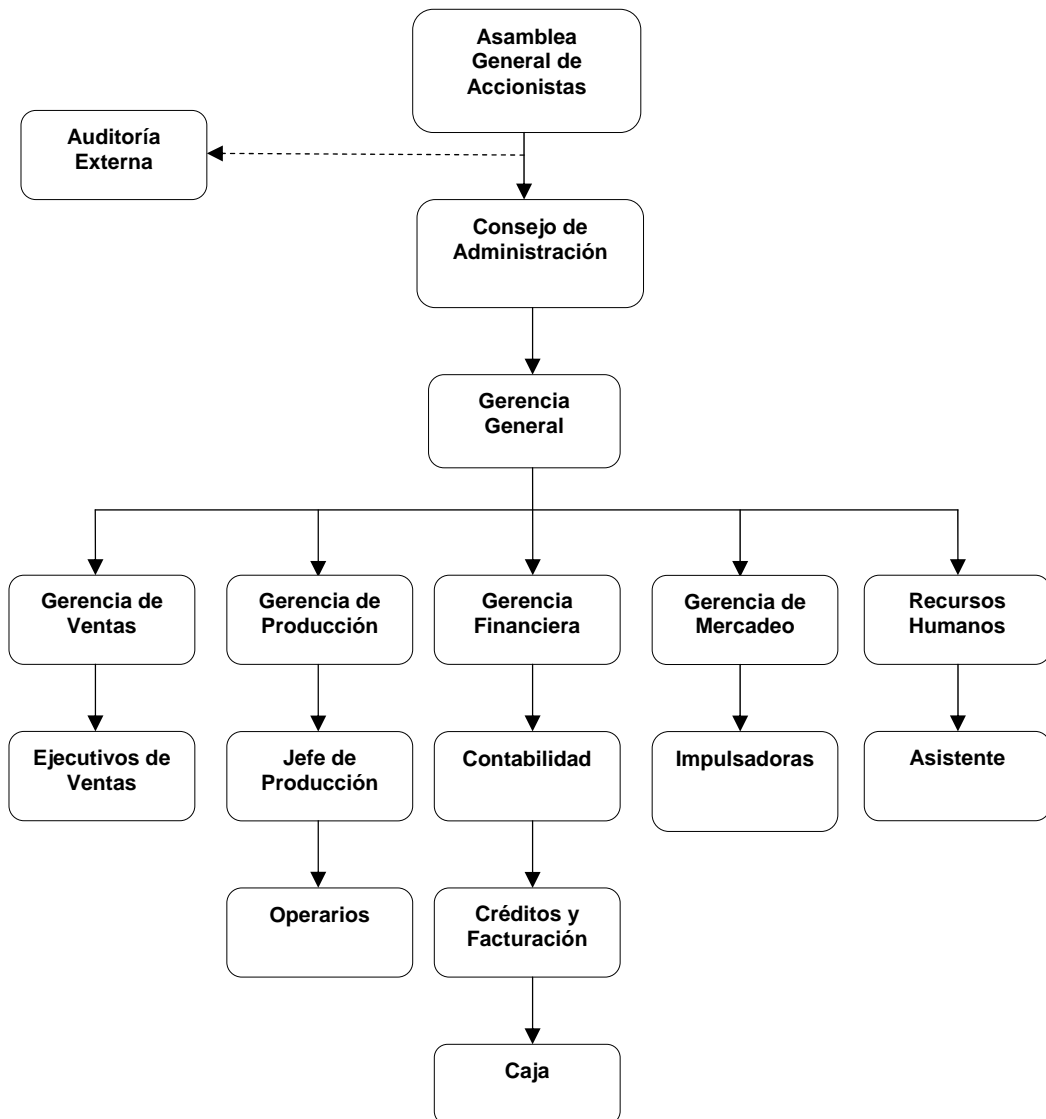 Asamblea
General de
Accionistas
Auditoría
Externa
Consejo de
Administración
Gerencia
General
Gerencia de
Ventas
Gerencia de
Producción
Gerencia
Financiera
Gerencia de
Mercadeo
Recursos
Humanos
Ejecutivos de
Ventas
Jefe de
Producción
Contabilidad
Impulsadoras
Asistente
Operarios
Créditos y
Facturación
Caja